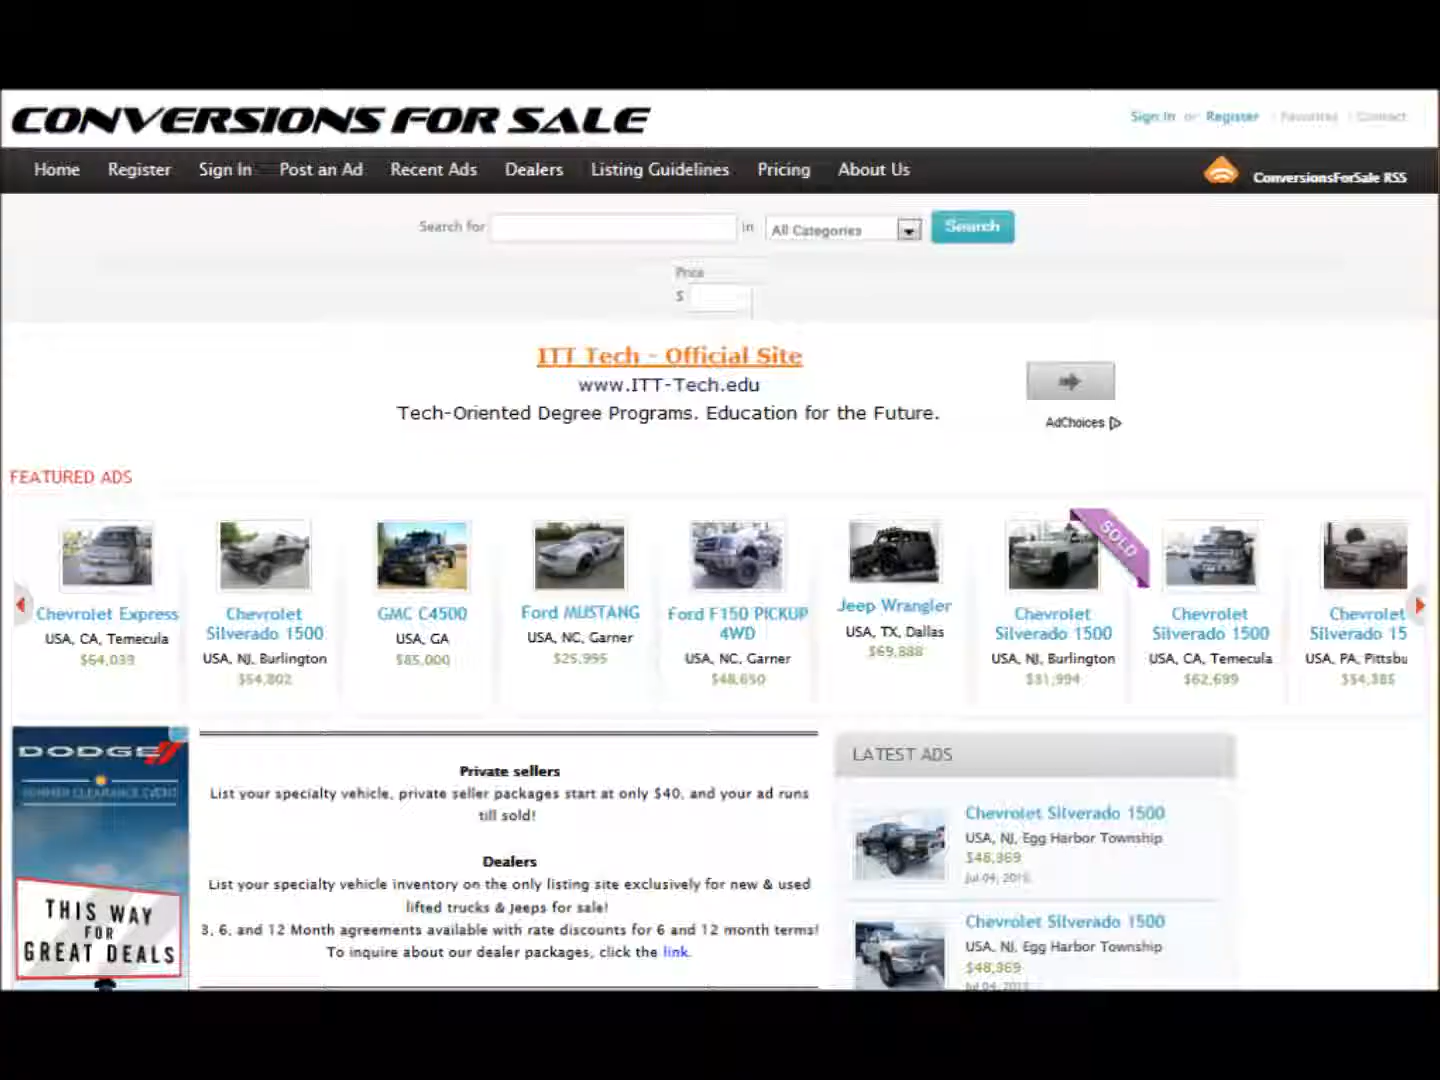 CONVERSIONS FOR SALE
Sign In or Register | Favorites | Contact
Home Register Sign In Post an Ad Recent Ads Dealers Listing Guidelines Pricing About Us
ConversionsForSale RSS
Search for in All Categories Search
Price
$
ITT Tech - Official Site
www.ITT-Tech.edu
Tech-Oriented Degree Programs. Education for the Future.
AdChoices
FEATURED ADS
Chevrolet Express
USA, CA, Temecula
$64,039
Chevrolet
Silverado 1500
USA, NJ, Burlington
$54,802
GMC C4500
USA, GA
$85,000
Ford MUSTANG
USA, NC, Garner
$25,995
Ford F150 PICKUP
4WD
USA, NC, Garner
$48,650
Jeep Wrangler
USA, TX, Dallas
$69,888
SOLD
Chevrolet
Silverado 1500
USA, NJ, Burlington
$31,994
Chevrolet
Silverado 1500
USA, CA, Temecula
$62,699
Chevrolet
Silverado 15
USA, PA, Pittsbu
$54,385
DODGE
SUMMER CLEARANCE EVENT
THIS WAY
FOR
GREAT DEALS
Private sellers
List your specialty vehicle, private seller packages start at only $40, and your ad runs
till sold!
Dealers
List your specialty vehicle inventory on the only listing site exclusively for new & used
lifted trucks & Jeeps for sale!
3, 6, and 12 Month agreements available with rate discounts for 6 and 12 month terms!
To inquire about our dealer packages, click the link.
LATEST ADS
Chevrolet Silverado 1500
USA, NJ, Egg Harbor Township
$48,369
Jul 04,
Chevrolet Silverado 1500
USA, NJ, Egg Harbor Township
$48,369
Jul 04,